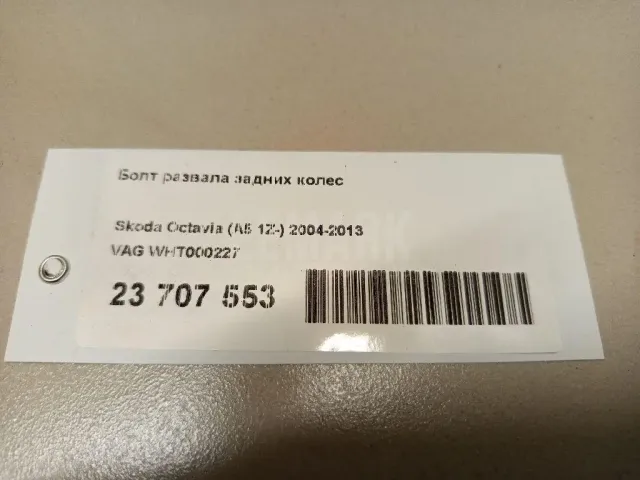 Болт развала задних колес
Skoda Octavia (A5 1Z-) 2004-2013
VAG WHT000227
23 707 553